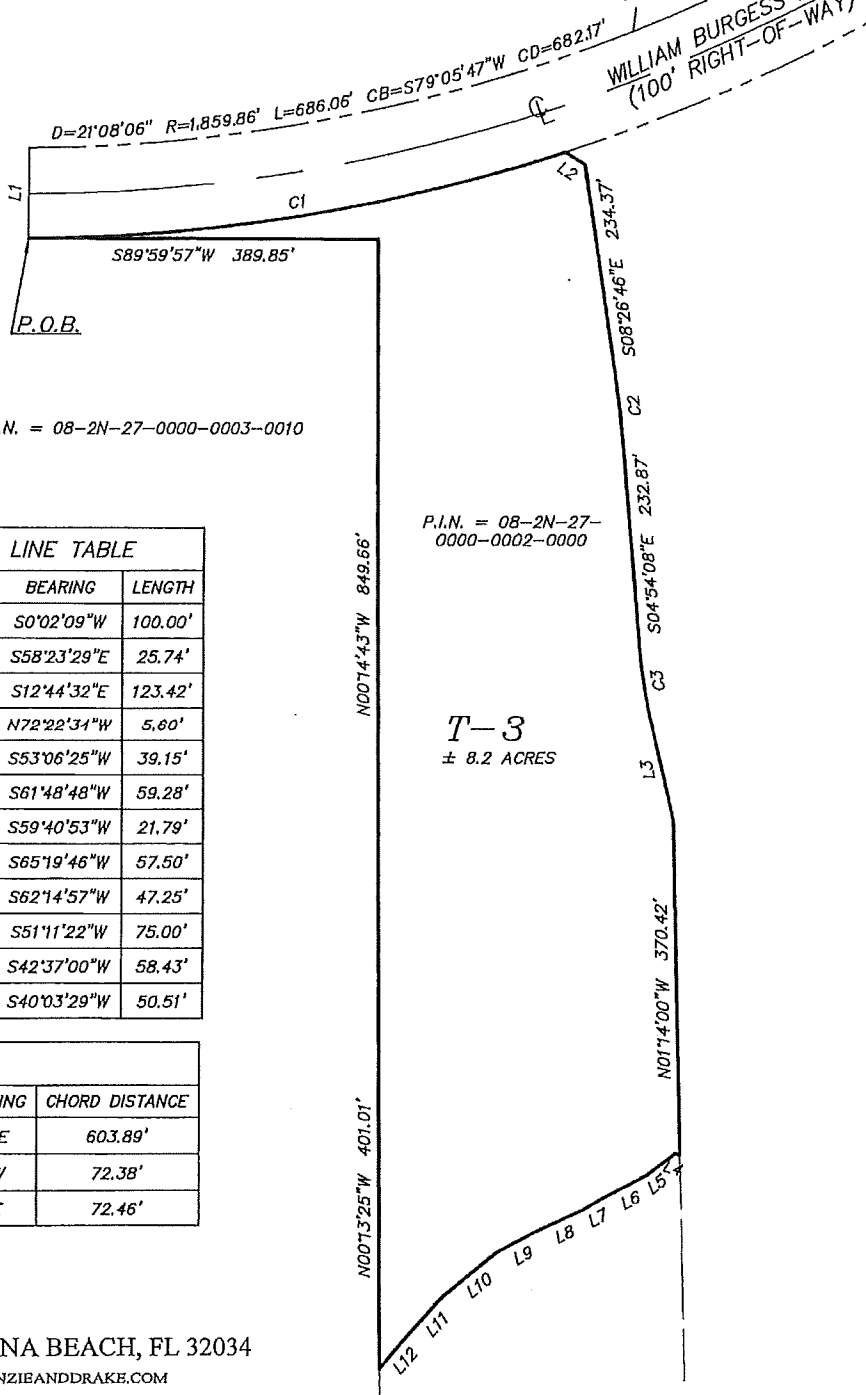 D=21°08'06" R=1,859.86' L=686.06' CB=S79°05'47"W CD=682.17'
WILLIAM BURGESS
(100' RIGHT-OF-WAY)
L1
C1
L2
S89°59'57"W 389.85'
P.O.B.
S08°26'46"E 234.37'
C2
N. = 08-2N-27-0000-0003-0010
P.I.N. = 08-2N-27-
0000-0002-0000
S04°54'08"E 232.87'
N00°14'43"W 849.66'
C3
T-3
± 8.2 ACRES
L3
LINE TABLE
BEARING LENGTH
S0°02'09"W 100.00'
S58°23'29"E 25.74'
S12°44'32"E 123.42'
N72°22'31"W 5.60'
S53°06'25"W 39.15'
S61°48'48"W 59.28'
S59°40'53"W 21.79'
S65°19'46"W 57.50'
S62°14'57"W 47.25'
S51°11'22"W 75.00'
S42°37'00"W 58.43'
S40°03'29"W 50.51'
N01°14'00"W 370.42'
ING CHORD DISTANCE
E 603.89'
72.38'
72.46'
N00°13'25"W 401.01'
L5
L6
L7
L8
L9
L10
L11
L12
NA BEACH, FL 32034
NZIEANDDRAKE.COM